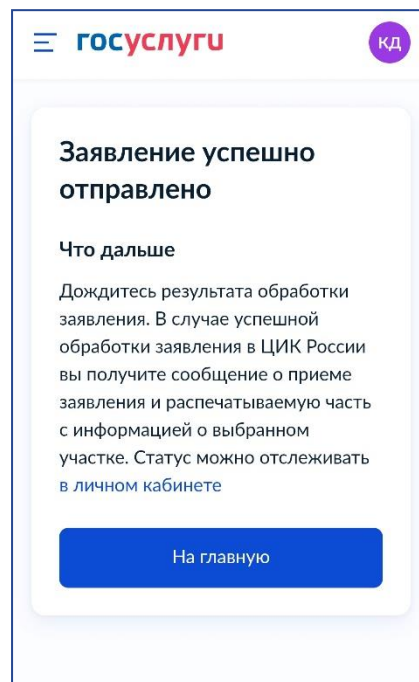 госуслуги
КД
Заявление успешно
отправлено
Что дальше
Дождитесь результата обработки
заявления. В случае успешной
обработки заявления в ЦИК России
вы получите сообщение о приеме
заявления и распечатываемую часть
с информацией о выбранном
участке. Статус можно отслеживать
в личном кабинете
На главную